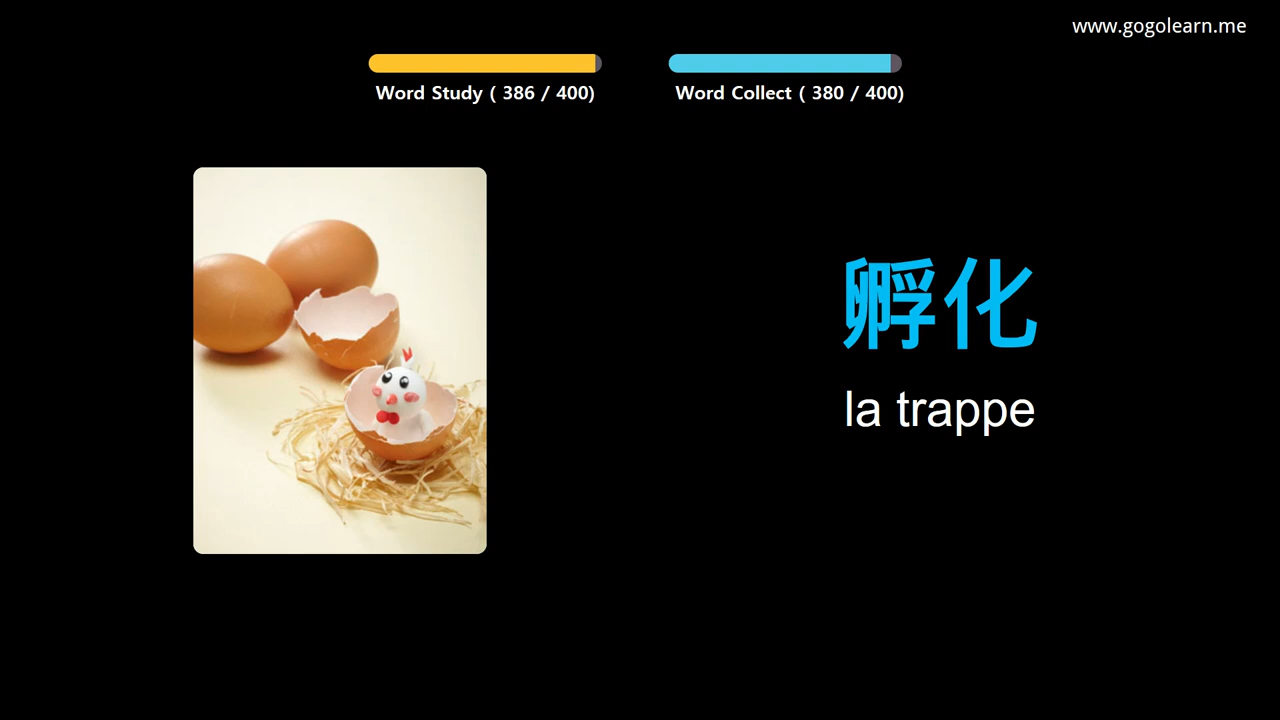 www.gogolearn.me
Word Study ( 386 / 400)
Word Collect ( 380 / 400)
孵化
la trappe